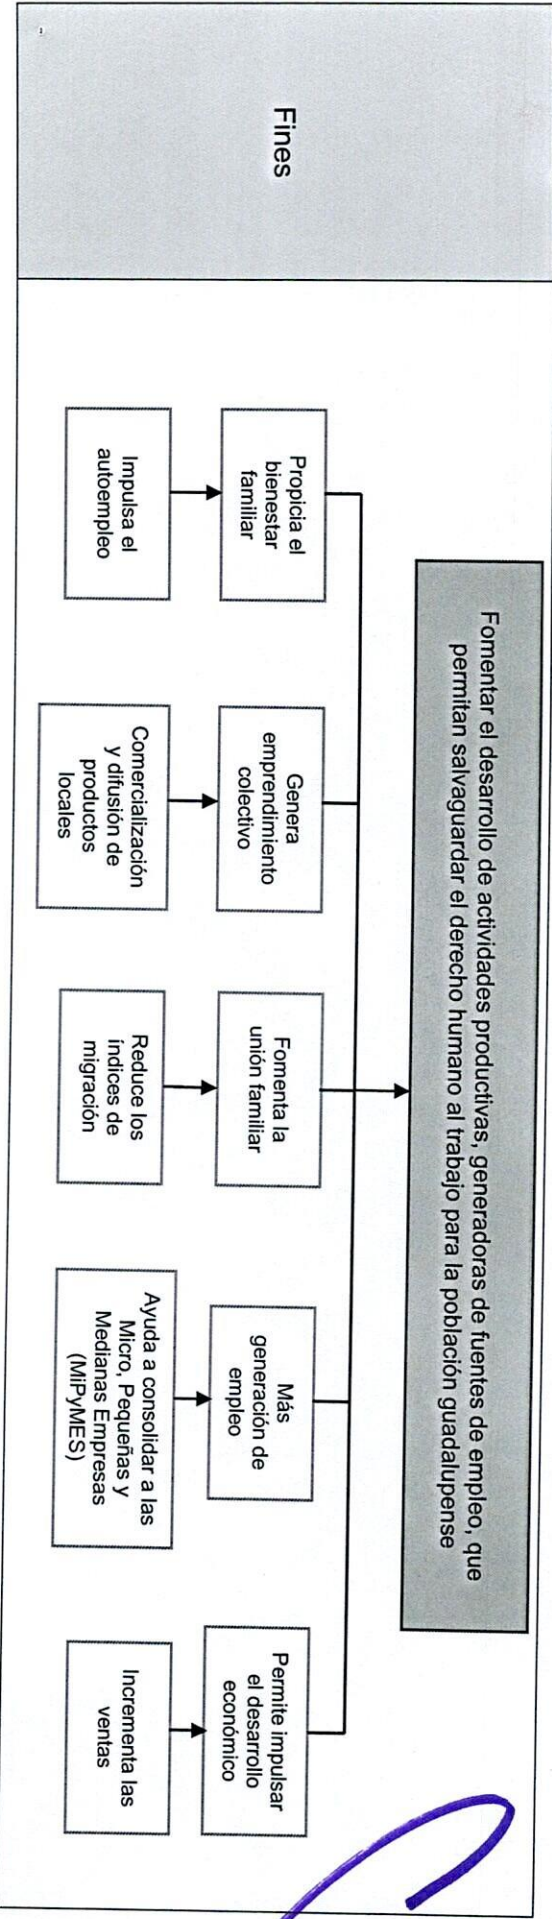 Fines
Fomentar el desarrollo de actividades productivas, generadoras de fuentes de empleo, que
permitan salvaguardar el derecho humano al trabajo para la población guadalupense
Propicia el
bienestar
familiar
Genera
emprendimiento
colectivo
Fomenta la
unión familiar
Más
generación de
empleo
Permite impulsar
el desarrollo
económico
Impulsa el
autoempleo
Comercialización
y difusión de
productos
locales
Reduce los
índices de
migración
Ayuda a consolidar a las
Micro, Pequeñas y
Medianas Empresas
(MiPyMES)
Incrementa las
ventas